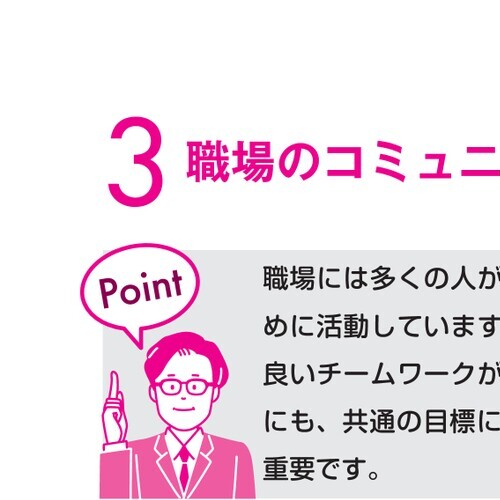 3 職場のコミュニ
Point
職場には多くの人が
めに活動しています
良いチームワークが
にも、共通の目標に
重要です。